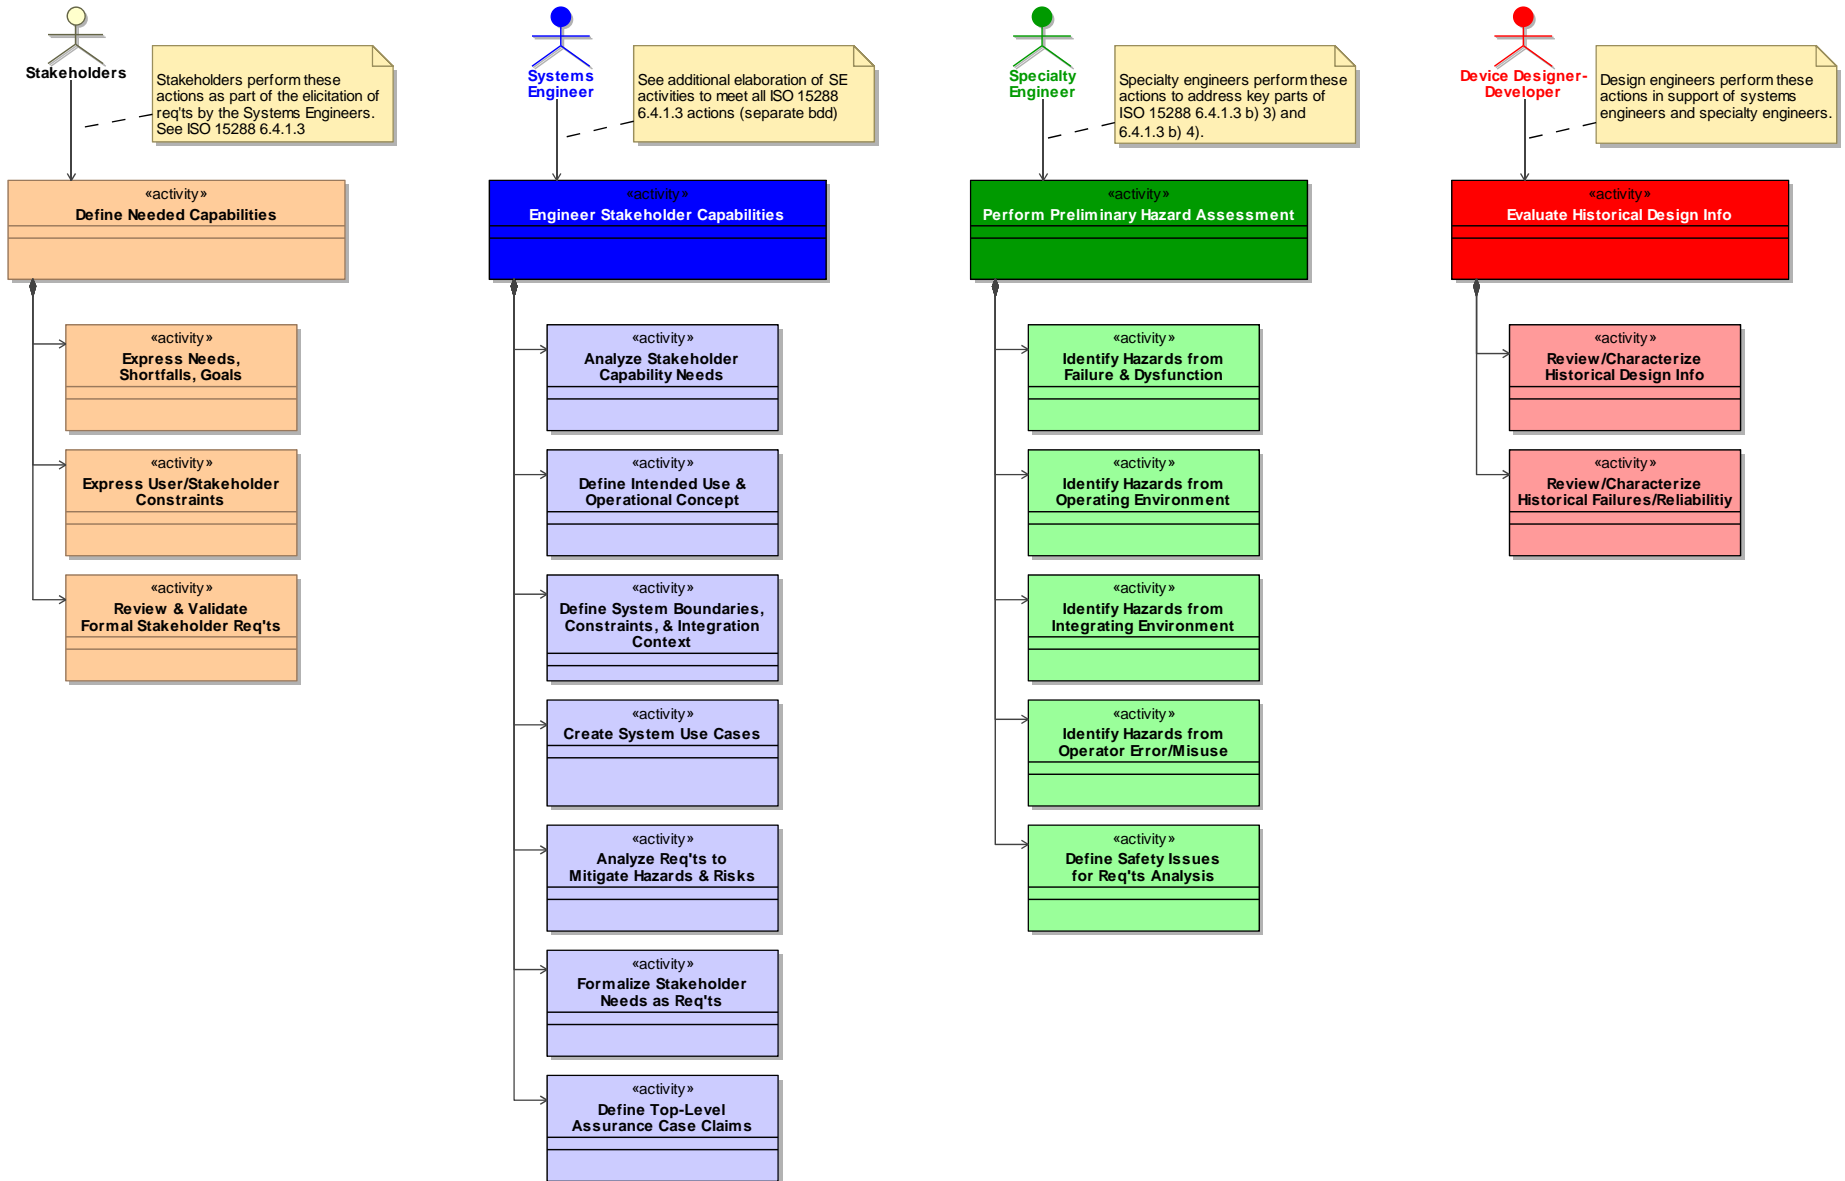 Stakeholders
Stakeholders perform these
actions as part of the elicitation of
req'ts by the Systems Engineers.
See ISO 15288 6.4.1.3
«activity»
Define Needed Capabilities
«activity»
Express Needs,
Shortfalls, Goals
«activity»
Express User/Stakeholder
Constraints
«activity»
Review & Validate
Formal Stakeholder Req'ts
Systems
Engineer
See additional elaboration of SE
activities to meet all ISO 15288
6.4.1.3 actions (separate bdd)
«activity»
Engineer Stakeholder Capabilities
«activity»
Analyze Stakeholder
Capability Needs
«activity»
Define Intended Use &
Operational Concept
«activity»
Define System Boundaries,
Constraints, & Integration
Context
«activity»
Create System Use Cases
«activity»
Analyze Req'ts to
Mitigate Hazards & Risks
«activity»
Formalize Stakeholder
Needs as Req'ts
«activity»
Define Top-Level
Assurance Case Claims
Specialty
Engineer
Specialty engineers perform these
actions to address key parts of
ISO 15288 6.4.1.3 b) 3) and
6.4.1.3 b) 4).
«activity»
Perform Preliminary Hazard Assessment
«activity»
Identify Hazards from
Failure & Dysfunction
«activity»
Identify Hazards from
Operating Environment
«activity»
Identify Hazards from
Integrating Environment
«activity»
Identify Hazards from
Operator Error/Misuse
«activity»
Define Safety Issues
for Req'ts Analysis
Device Designer-
Developer
Design engineers perform these
actions in support of systems
engineers and specialty engineers.
«activity»
Evaluate Historical Design Info
«activity»
Review/Characterize
Historical Design Info
«activity»
Review/Characterize
Historical Failures/Reliabilitiy